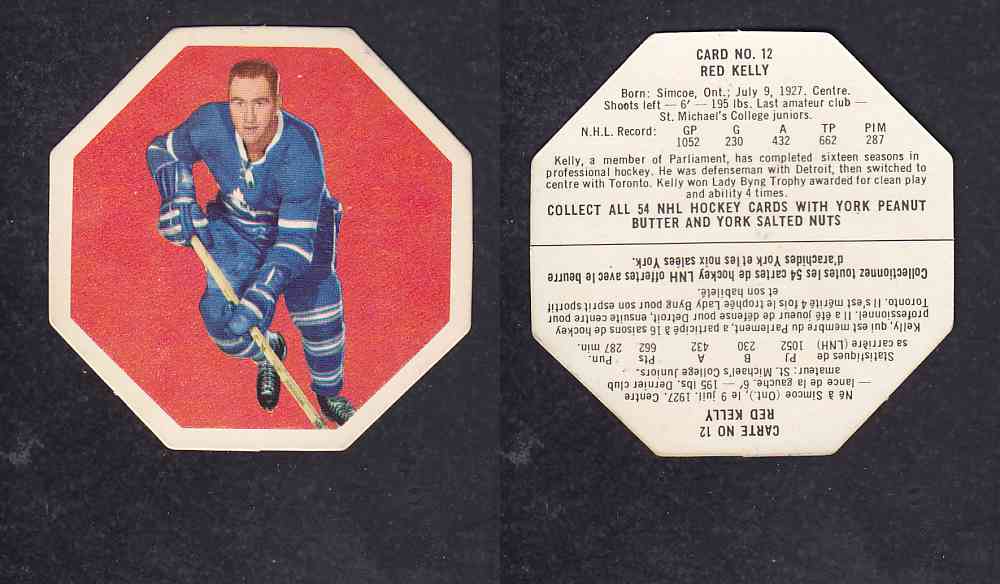 CARD NO. 12
RED KELLY
Born: Simcoe, Ont.; July 9, 1927. Centre.
Shoots left — 6' — 195 lbs. Last amateur club —
St. Michael's College juniors.
N.H.L. Record: GP G A TP PIM
1052 230 432 662 287
Kelly, a member of Parliament, has completed sixteen seasons in
professional hockey. He was defenseman with Detroit, then switched to
centre with Toronto. Kelly won Lady Byng Trophy awarded for clean play
and ability 4 times.
COLLECT ALL 54 NHL HOCKEY CARDS WITH YORK PEANUT
BUTTER AND YORK SALTED NUTS
CARTE NO 12
RED KELLY
Né à Simcoe (Ont.), le 9 juil. 1927. Centre.
— lance de la gauche. 6' — 195 lbs. Dernier club
amateur: St. Michael's College Juniors.
Statistiques de PJ B A Pts Pun.
sa carrière (LNH) 1052 230 432 662 287 min.
Kelly, qui est membre du Parlement, a participé à 16 saisons de hockey
professionnel. Il a été joueur de défense pour Detroit, ensuite centre pour
Toronto. Il s'est mérité 4 fois le trophée Lady Byng pour son esprit sportif
et son habileté.
Collectionnez toutes les 54 cartes de hockey LNH offertes avec le beurre
d'arachides York et les noix salées York.